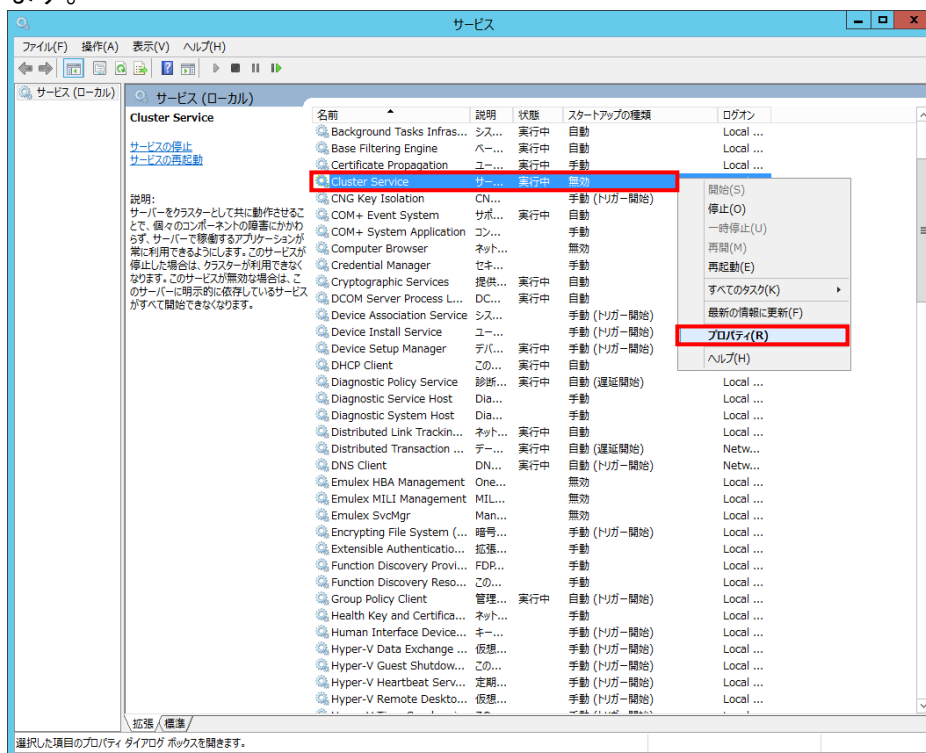 ます。
サービス
ファイル(F) 操作(A) 表示(V) ヘルプ(H)
サービス (ローカル)
サービス (ローカル)
Cluster Service
サービスの停止
サービスの再起動
説明:
サーバーをクラスターとして共に動作させるこ
とで、個々のコンポーネントの障害にかかわ
らず、サーバーで稼働するアプリケーションが
常に利用できるようにします。このサービスが
停止した場合は、クラスターが利用できなく
なります。このサービスが無効な場合は、こ
のサーバーに明示的に依存しているサービス
がすべて開始できなくなります。
名前 説明 状態 スタートアップの種類 ログオン
Background Tasks Infras... シス... 実行中 自動 Local ...
Base Filtering Engine ベー... 実行中 自動 Local ...
Certificate Propagation ユー... 実行中 手動 Local ...
Cluster Service サー... 実行中 無効
CNG Key Isolation CN... 手動 (トリガー開始)
COM+ Event System サポ... 実行中 自動
COM+ System Application コン... 手動
Computer Browser ネット... 無効
Credential Manager セキ... 手動
Cryptographic Services 提供... 実行中 自動
DCOM Server Process L... DC... 実行中 自動
Device Association Service シス... 手動 (トリガー開始)
Device Install Service ユー... 手動 (トリガー開始)
Device Setup Manager デバ... 実行中 手動 (トリガー開始)
DHCP Client この... 実行中 自動
Diagnostic Policy Service 診断... 実行中 自動 (遅延開始) Local ...
Diagnostic Service Host Dia... 手動 Local ...
Diagnostic System Host Dia... 手動 Local ...
Distributed Link Trackin... ネット... 実行中 自動 Local ...
Distributed Transaction ... デー... 実行中 自動 (遅延開始) Netw...
DNS Client DN... 実行中 自動 (トリガー開始) Netw...
Emulex HBA Management One... 無効 Local ...
Emulex MILI Management MIL... 無効 Local ...
Emulex SvcMgr Man... 無効 Local ...
Encrypting File System (... 暗号... 手動 (トリガー開始) Local ...
Extensible Authenticatio... 拡張... 手動 Local ...
Function Discovery Provi... FDP... 手動 Local ...
Function Discovery Reso... この... 手動 Local ...
Group Policy Client 管理... 実行中 自動 (トリガー開始) Local ...
Health Key and Certifica... ネット... 手動 Local ...
Human Interface Device... キー... 手動 (トリガー開始) Local ...
Hyper-V Data Exchange ... 仮想... 手動 (トリガー開始) Local ...
Hyper-V Guest Shutdow... この... 手動 (トリガー開始) Local ...
Hyper-V Heartbeat Serv... 定期... 手動 (トリガー開始) Local ...
Hyper-V Remote Deskto... 仮想... 手動 (トリガー開始) Local ...
開始(S)
停止(O)
一時停止(U)
再開(M)
再起動(E)
すべてのタスク(K)
最新の情報に更新(F)
プロパティ(R)
ヘルプ(H)
拡張 標準
選択した項目のプロパティ ダイアログ ボックスを開きます。